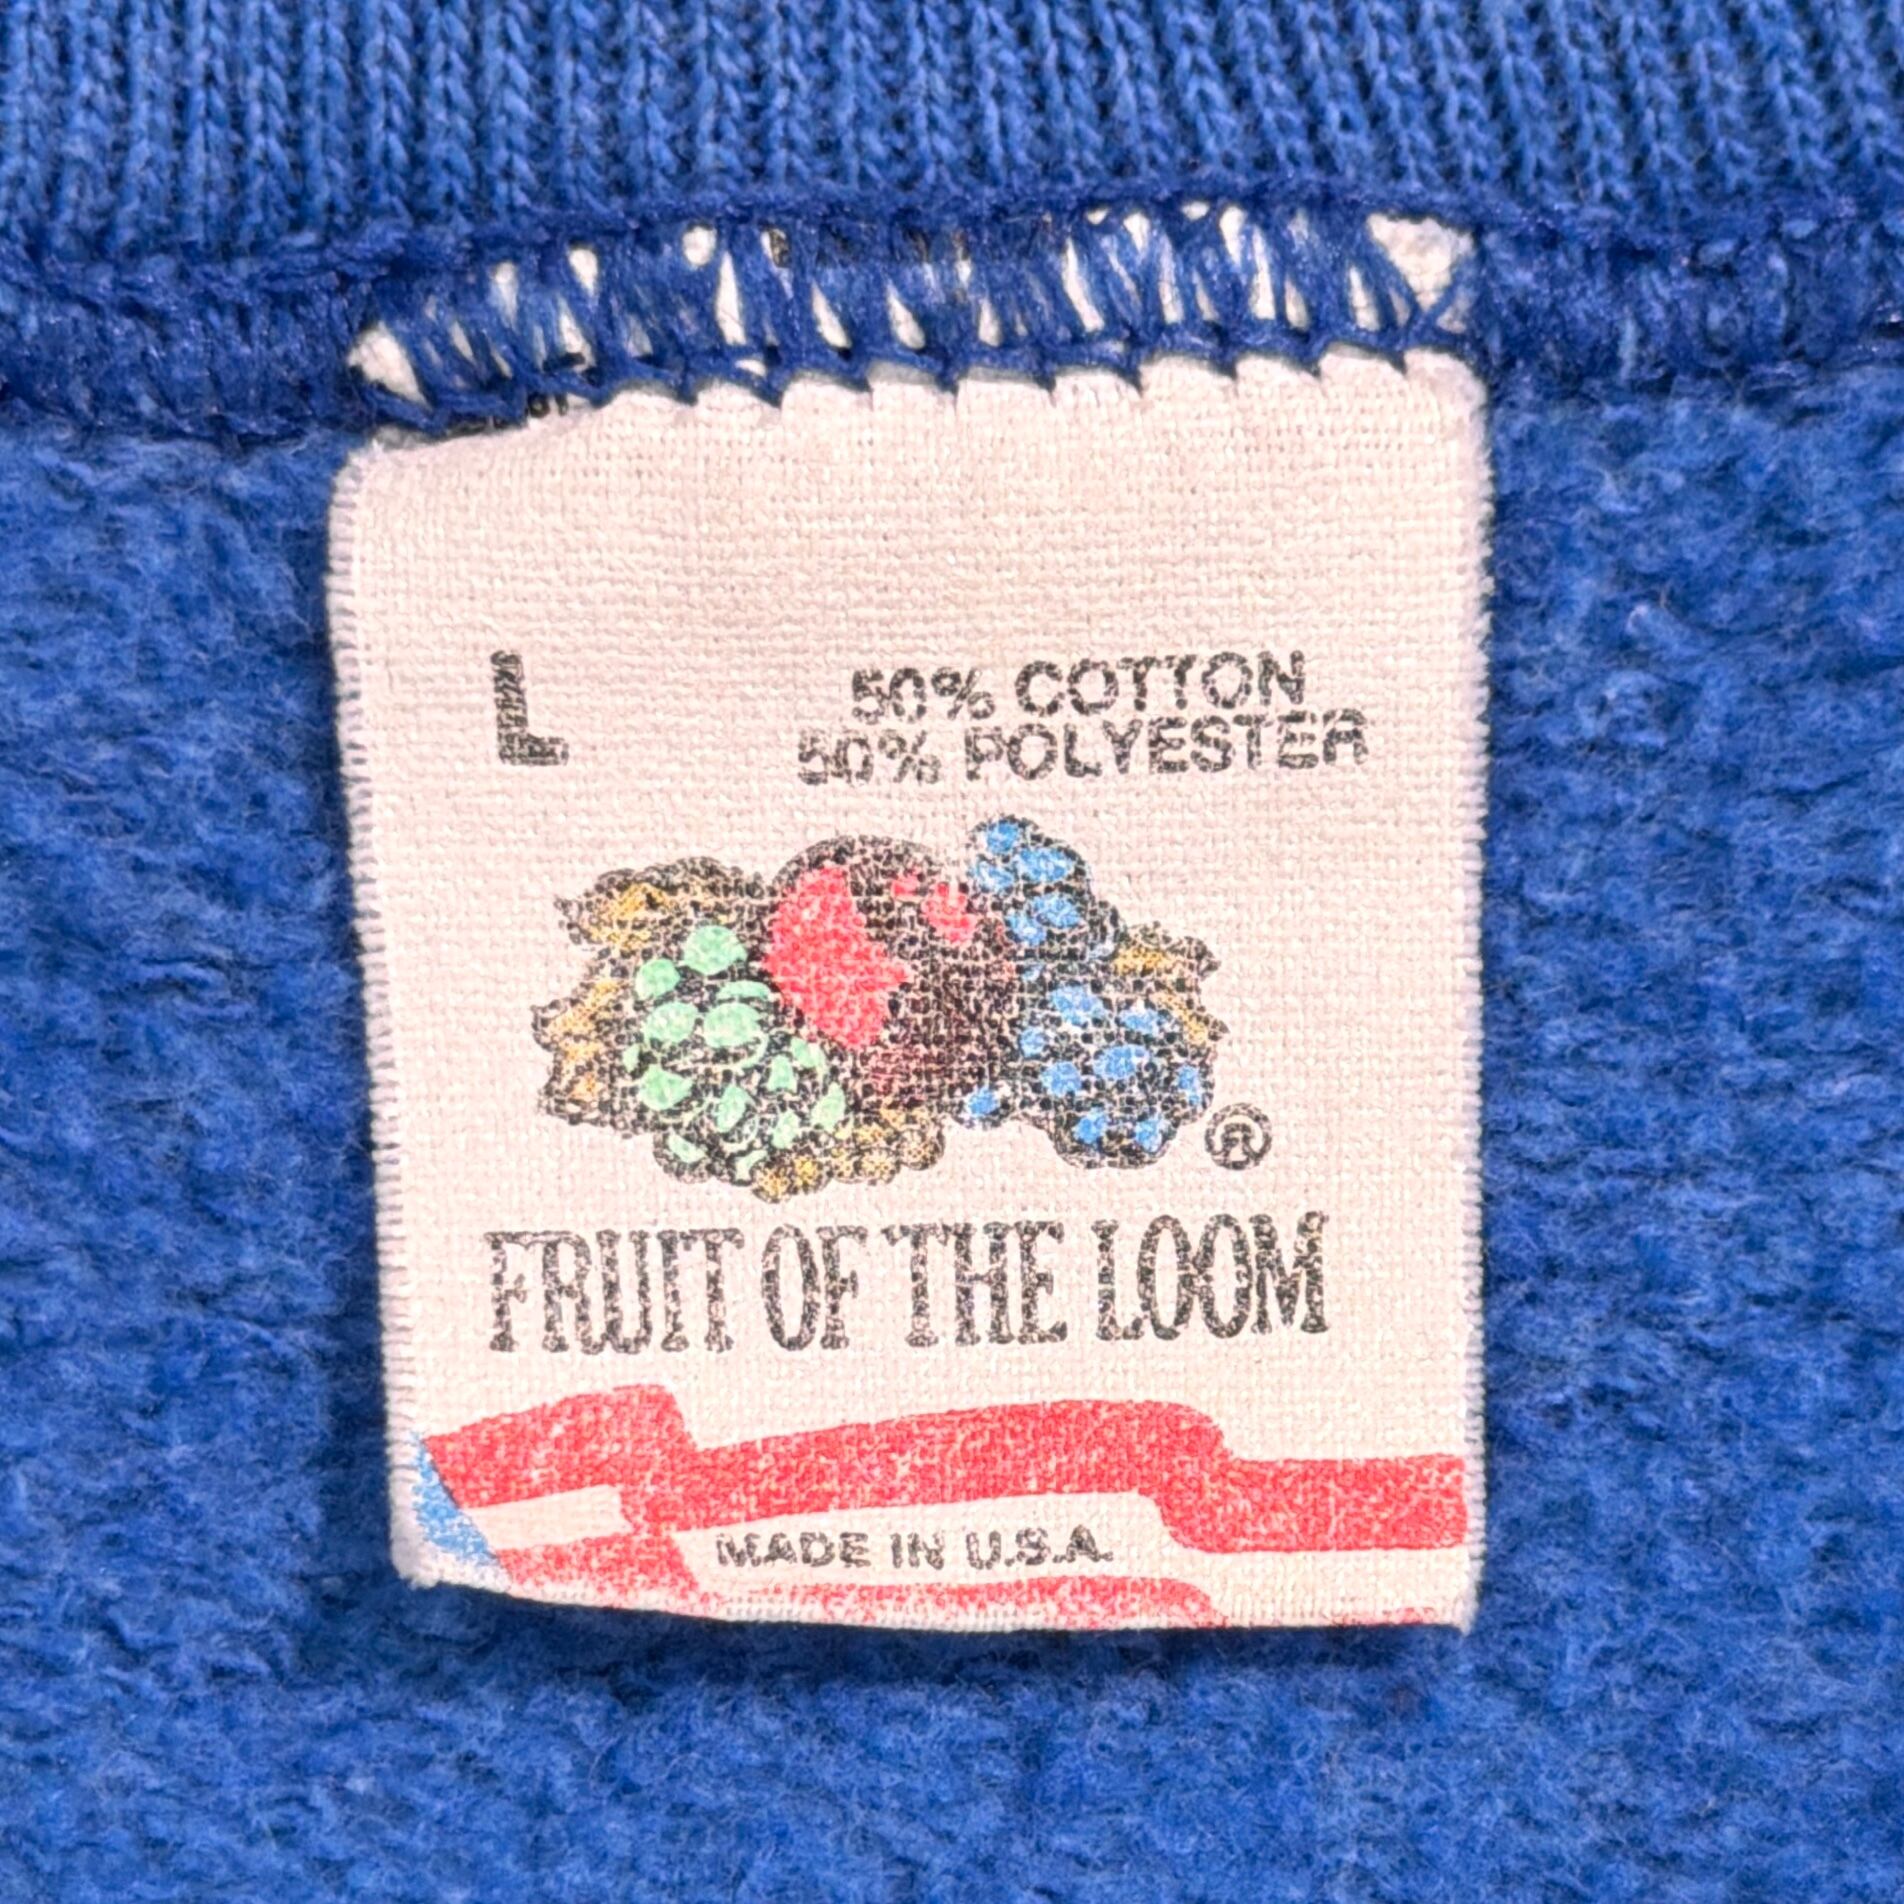 L
50% COTTON
50% POLYESTER
®
FRUIT OF THE LOOM
MADE IN U.S.A.